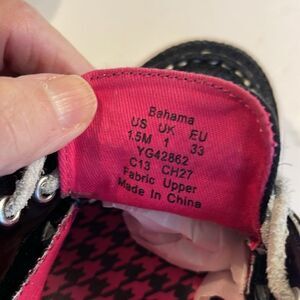 Bahama
US UK EU
1.5M 1 33
YG42862
C13 CH27
Fabric Upper
Made In China